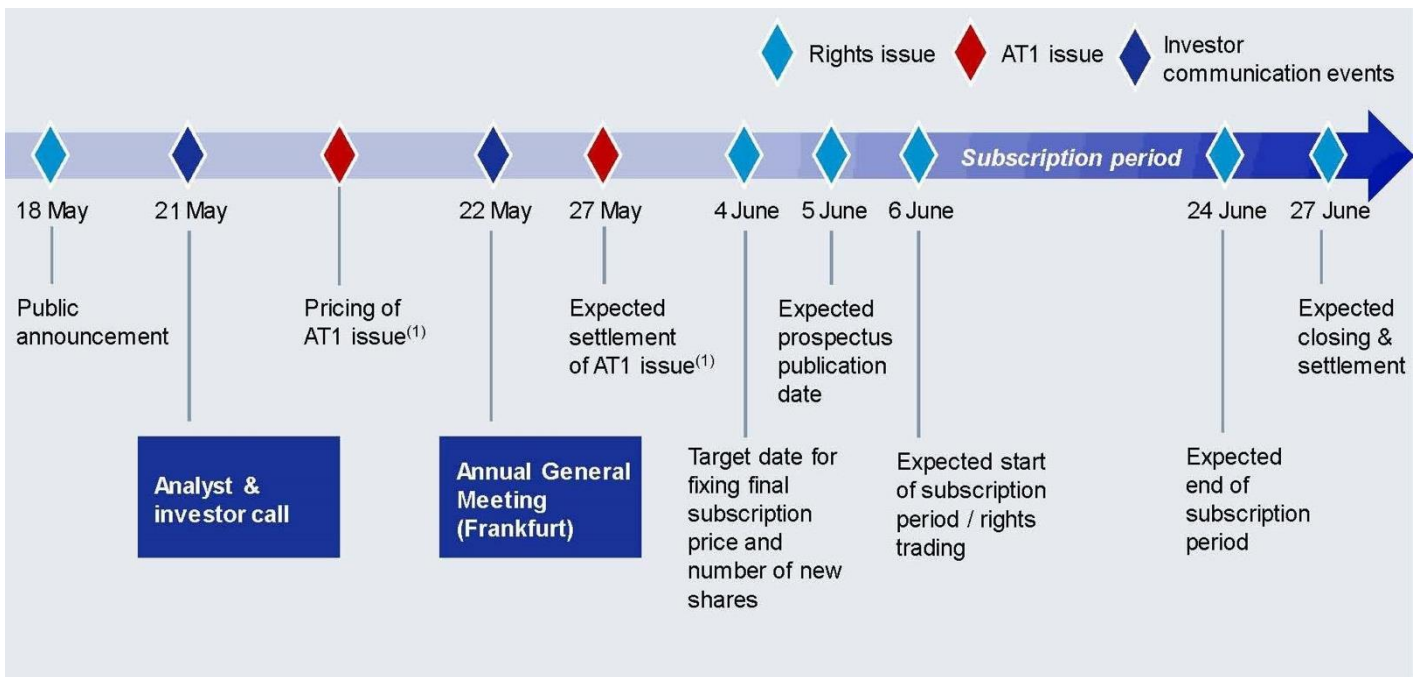 Rights issue
AT1 issue
Investor
communication events
Subscription period
18 May
21 May
22 May
27 May
4 June
5 June
6 June
24 June
27 June
Public
announcement
Pricing of
AT1 issue(1)
Expected
settlement
of AT1 issue(1)
Expected
prospectus
publication
date
Expected
closing &
settlement
Analyst &
investor call
Annual General
Meeting
(Frankfurt)
Target date for
fixing final
subscription
price and
number of new
shares
Expected start
of subscription
period / rights
trading
Expected
end of
subscription
period